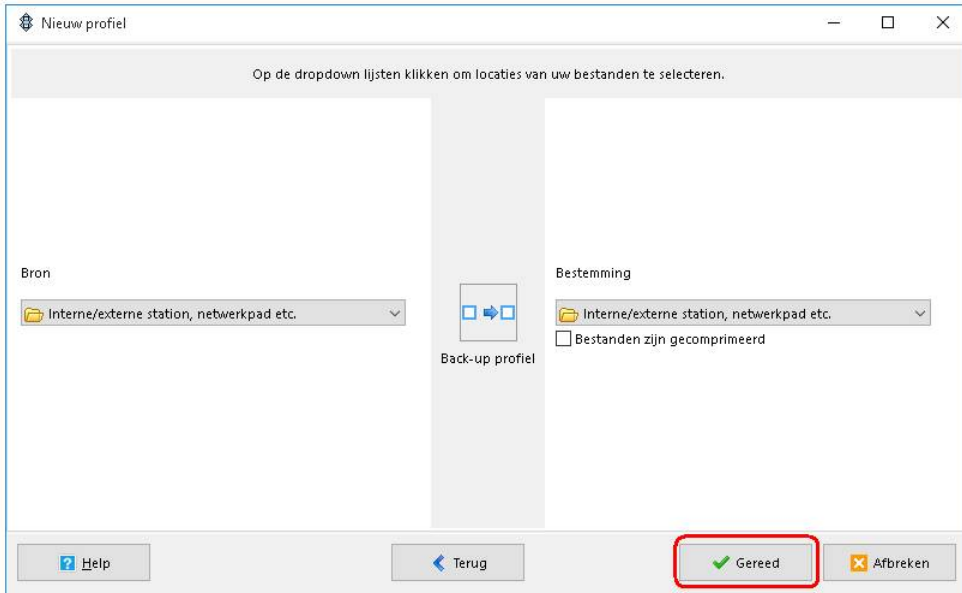 Nieuw profiel
Op de dropdown lijsten klikken om locaties van uw bestanden te selecteren.
Bron
Interne/externe station, netwerkpad etc.
Back-up profiel
Bestemming
Interne/externe station, netwerkpad etc.
Bestanden zijn gecomprimeerd
Help
Terug
Gereed
Afbreken